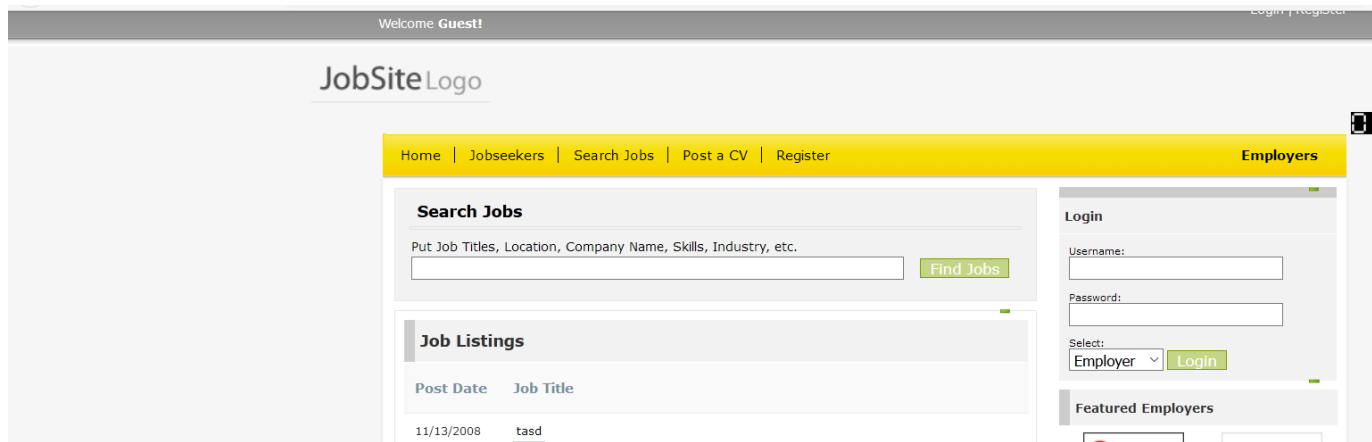 Login | Register
Welcome Guest!
JobSite Logo
Home | Jobseekers | Search Jobs | Post a CV | Register
Employers
Search Jobs
Put Job Titles, Location, Company Name, Skills, Industry, etc.
Find Jobs
Login
Username:
Password:
Select:
Employer
Login
Job Listings
Post Date Job Title
11/13/2008 tasd
Featured Employers